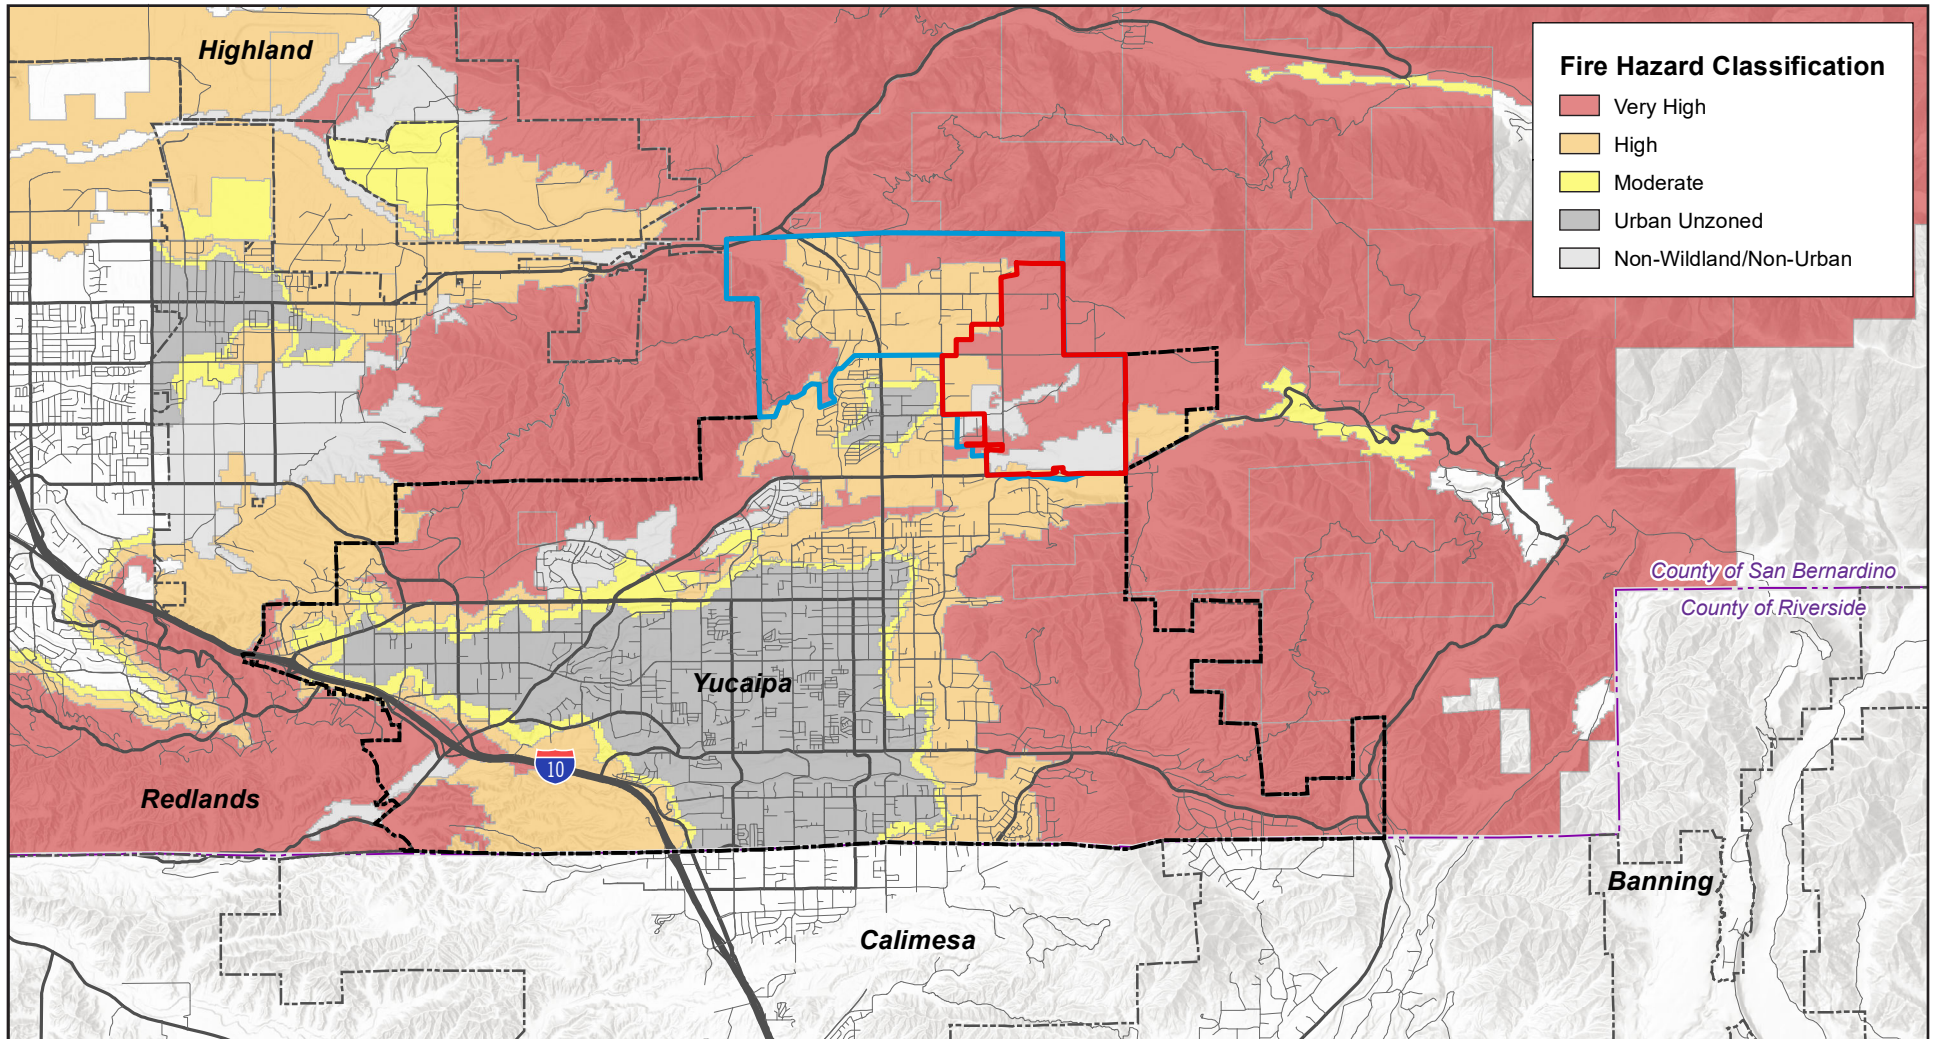 Highland
Fire Hazard Classification
Very High
High
Moderate
Urban Unzoned
Non-Wildland/Non-Urban
County of San Bernardino
County of Riverside
Yucaipa
10
Redlands
Banning
Calimesa